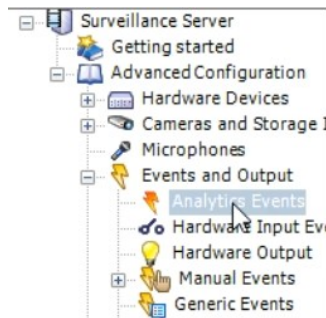 Surveillance Server
Getting started
Advanced Configuration
Hardware Devices
Cameras and Storage I
Microphones
Events and Output
Analytics Events
Hardware Input Eve
Hardware Output
Manual Events
Generic Events